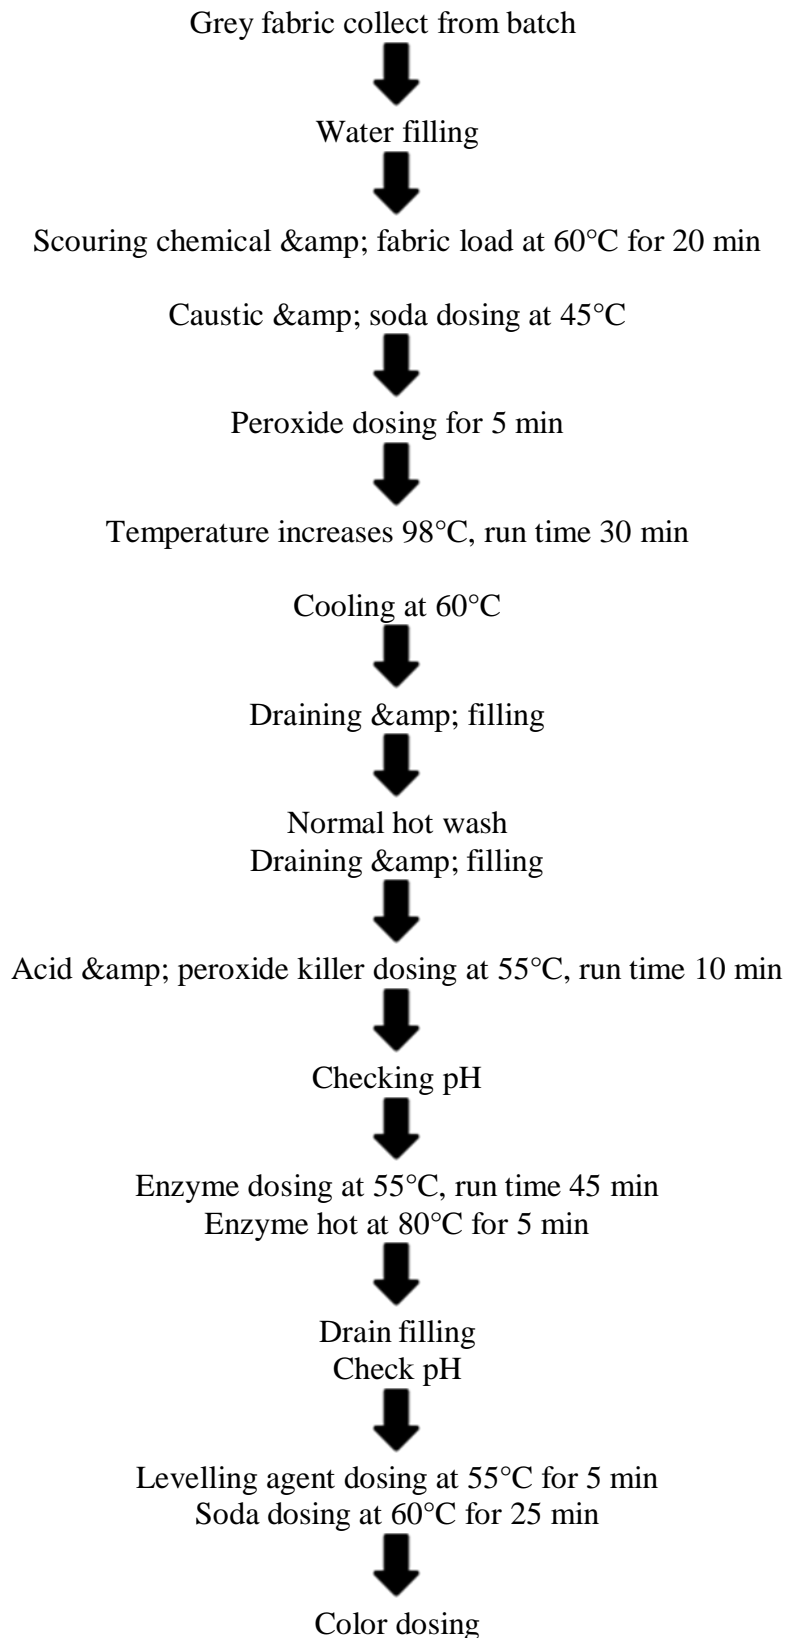 Grey fabric collect from batch
Water filling
Scouring chemical &amp; fabric load at 60°C for 20 min
Caustic &amp; soda dosing at 45°C
Peroxide dosing for 5 min
Temperature increases 98°C, run time 30 min
Cooling at 60°C
Draining &amp; filling
Normal hot wash
Draining &amp; filling
Acid &amp; peroxide killer dosing at 55°C, run time 10 min
Checking pH
Enzyme dosing at 55°C, run time 45 min
Enzyme hot at 80°C for 5 min
Drain filling
Check pH
Levelling agent dosing at 55°C for 5 min
Soda dosing at 60°C for 25 min
Color dosing